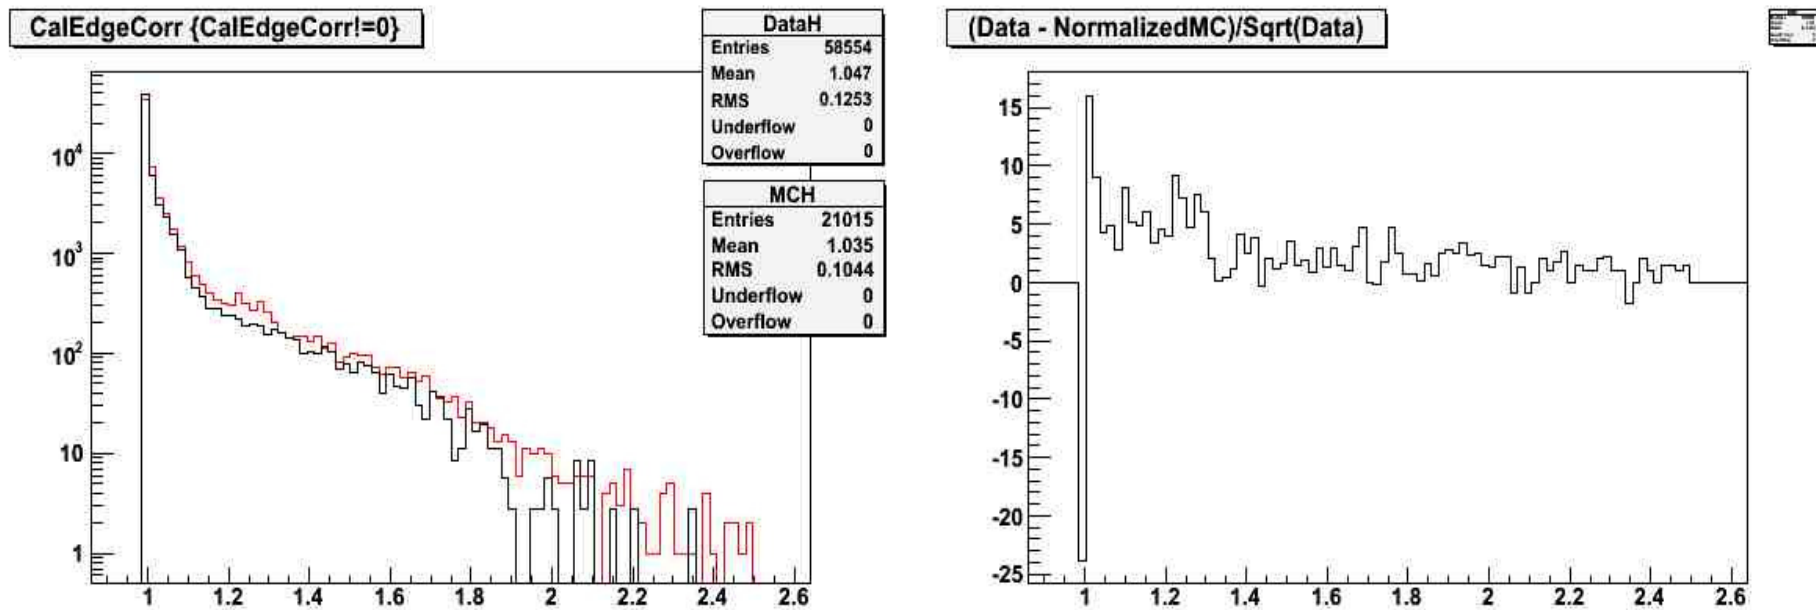 CalEdgeCorr {CalEdgeCorr!=0}
DataH
Entries 58554
Mean 1.047
RMS 0.1253
Underflow 0
Overflow 0
MCH
Entries 21015
Mean 1.035
RMS 0.1044
Underflow 0
Overflow 0
10^4
10^3
10^2
10
1
1 1.2 1.4 1.6 1.8 2 2.2 2.4 2.6
(Data - NormalizedMC)/Sqrt(Data)
15
10
5
0
-5
-10
-15
-20
-25
1 1.2 1.4 1.6 1.8 2 2.2 2.4 2.6